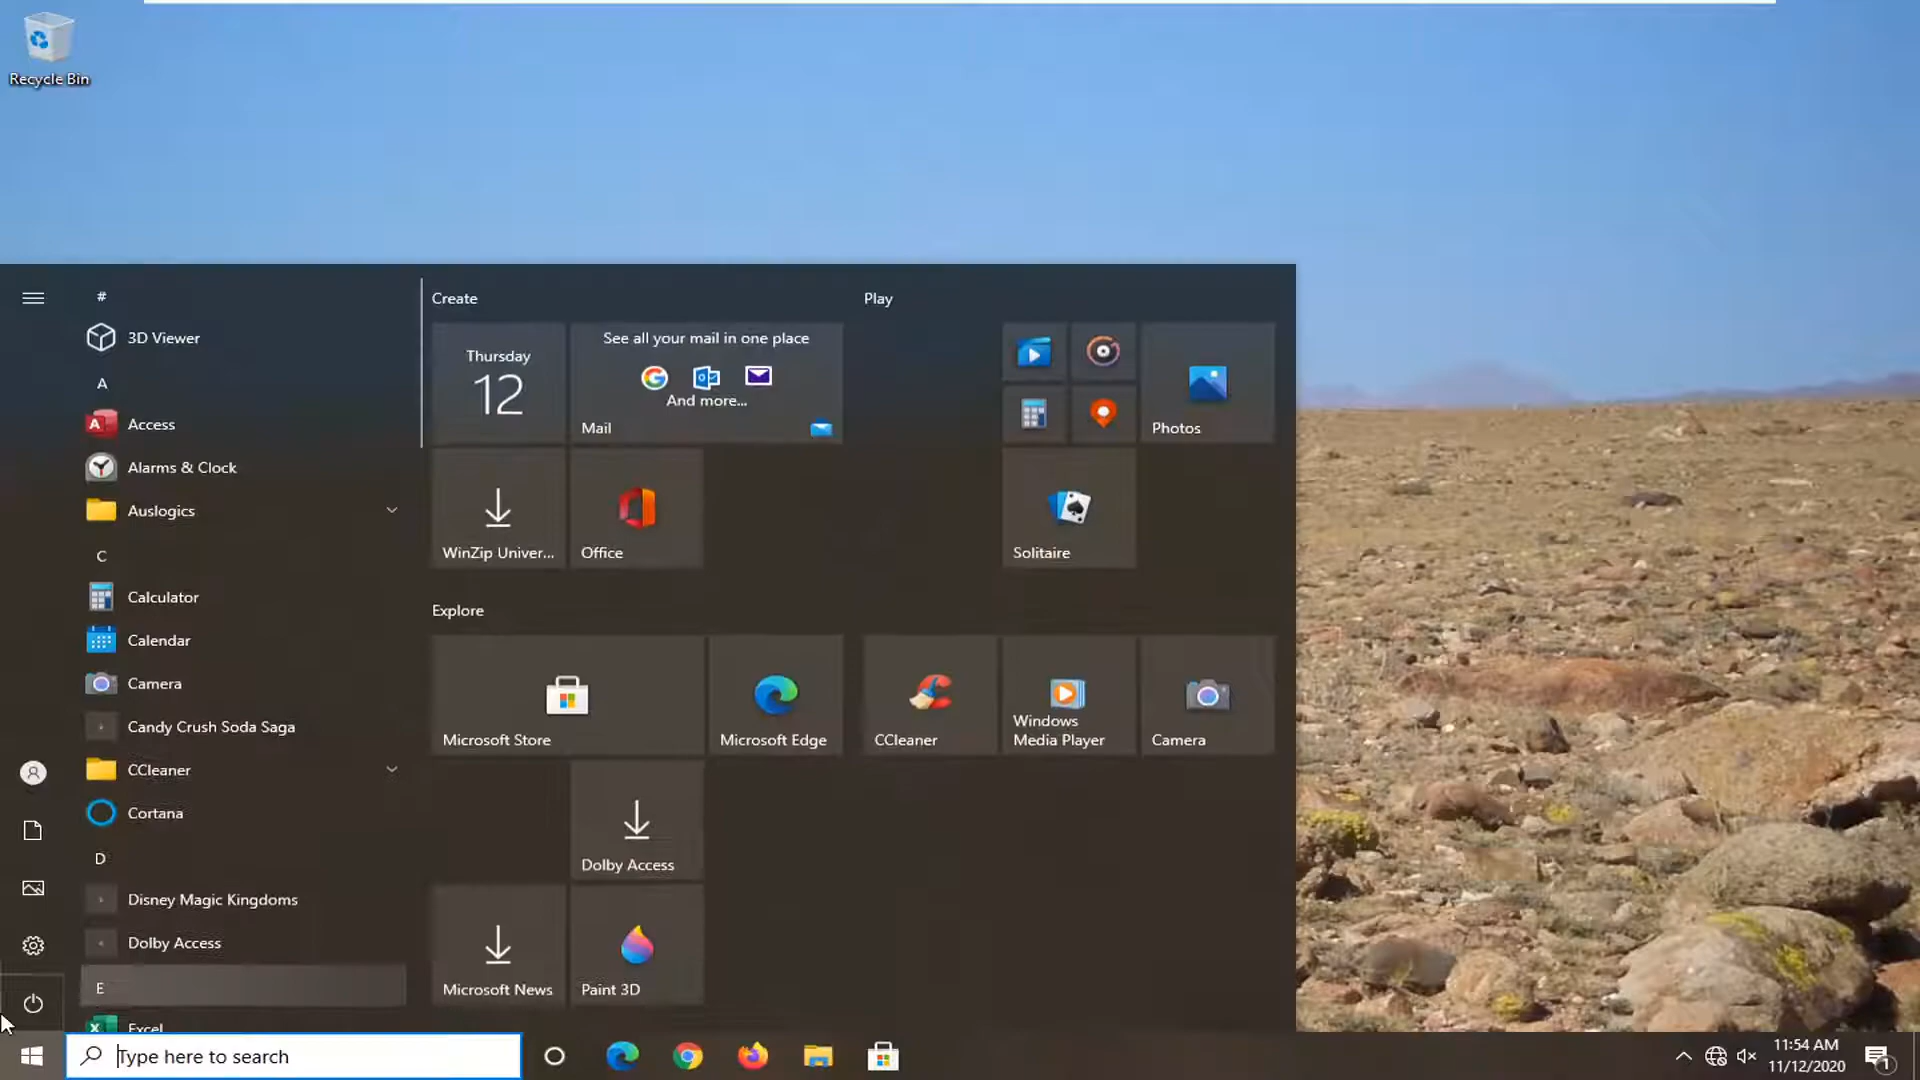 Recycle Bin
#
3D Viewer
A
Access
Alarms & Clock
Auslogics
C
Calculator
Calendar
Camera
Candy Crush Soda Saga
CCleaner
Cortana
D
Disney Magic Kingdoms
Dolby Access
E
Excel
Create
Thursday
12
See all your mail in one place
And more...
Mail
WinZip Univer...
Office
Play
Photos
Solitaire
Explore
Microsoft Store
Microsoft Edge
CCleaner
Windows
Media Player
Camera
Dolby Access
Microsoft News
Paint 3D
Type here to search
11:54 AM
11/12/2020
1